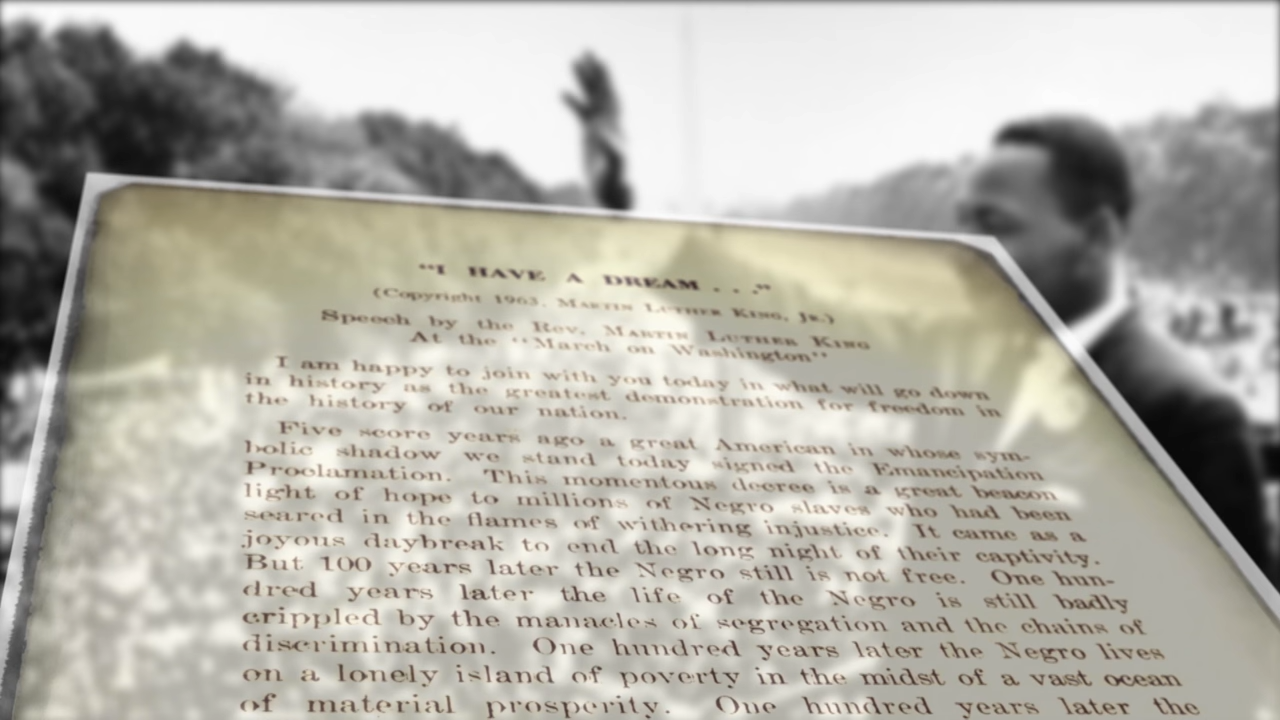 "I HAVE A DREAM . . ."
(Copyright 1963, MARTIN LUTHER KING, JR.)
Speech by the Rev. MARTIN LUTHER KING
At the "March on Washington"
I am happy to join with you today in what will go down
in history as the greatest demonstration for freedom in
the history of our nation.
Five score years ago a great American in whose sym-
bolic shadow we stand today signed the Emancipation
Proclamation. This momentous decree is a great beacon
light of hope to millions of Negro slaves who had been
seared in the flames of withering injustice. It came as a
joyous daybreak to end the long night of their captivity.
But 100 years later the Negro still is not free. One hun-
dred years later the life of the Negro is still badly
crippled by the manacles of segregation and the chains of
discrimination. One hundred years later the Negro lives
on a lonely island of poverty in the midst of a vast ocean
of material prosperity. One hundred years later the